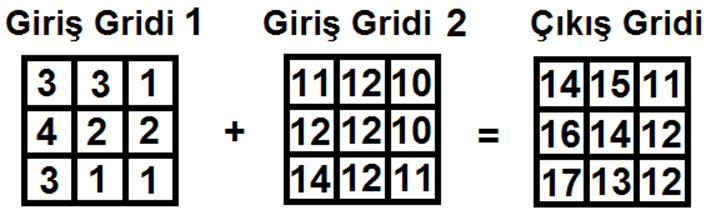 Giriş Gridi 1 Giriş Gridi 2 Çıkış Gridi
3 3 1 11 12 10 14 15 11
4 2 2 + 12 12 10 = 16 14 12
3 1 1 14 12 11 17 13 12